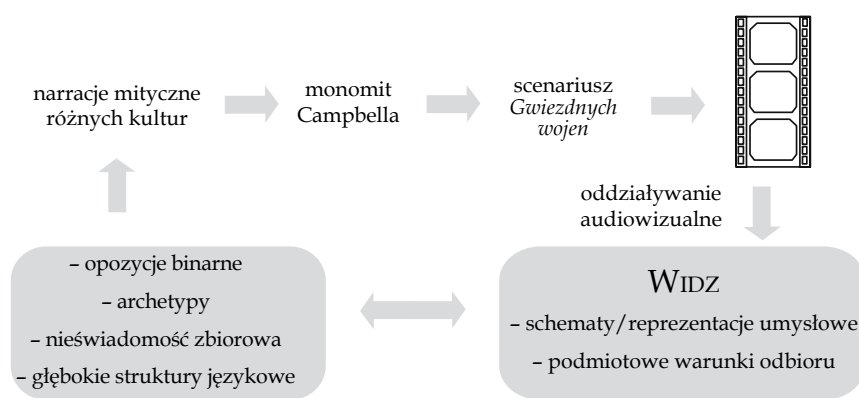 narracje mityczne
różnych kultur
monomit
Campbella
scenariusz
Gwiezdnych
wojen
oddziaływanie
audiowizualne
– opozycje binarne
– archetypy
– nieświadomość zbiorowa
– głębokie struktury językowe
WIDZ
– schematy/reprezentacje umysłowe
– podmiotowe warunki odbioru